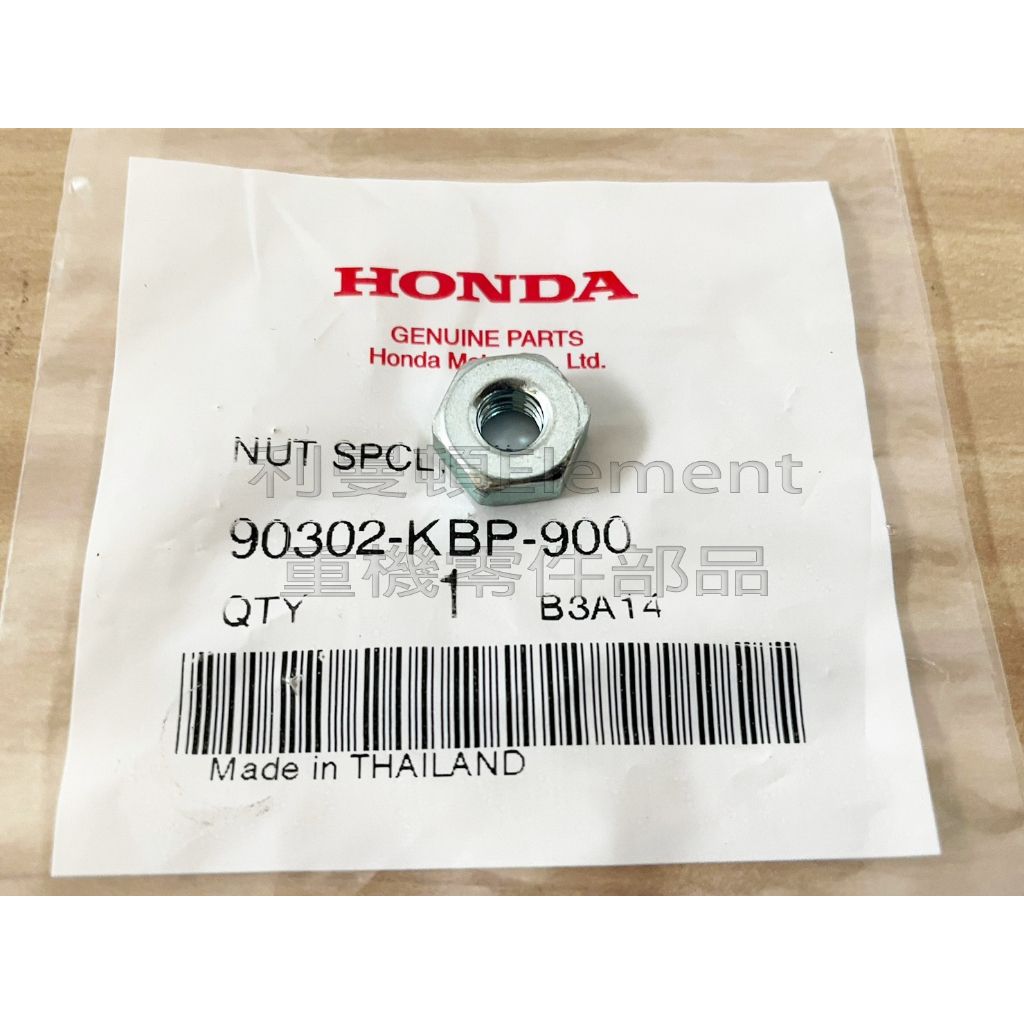 HONDA
GENUINE PARTS
Honda Ltd.
NUT SPCL,
利曼頓Element
90302-KBP-900
重機零件部品
QTY 1 B3A14
Made in THAILAND